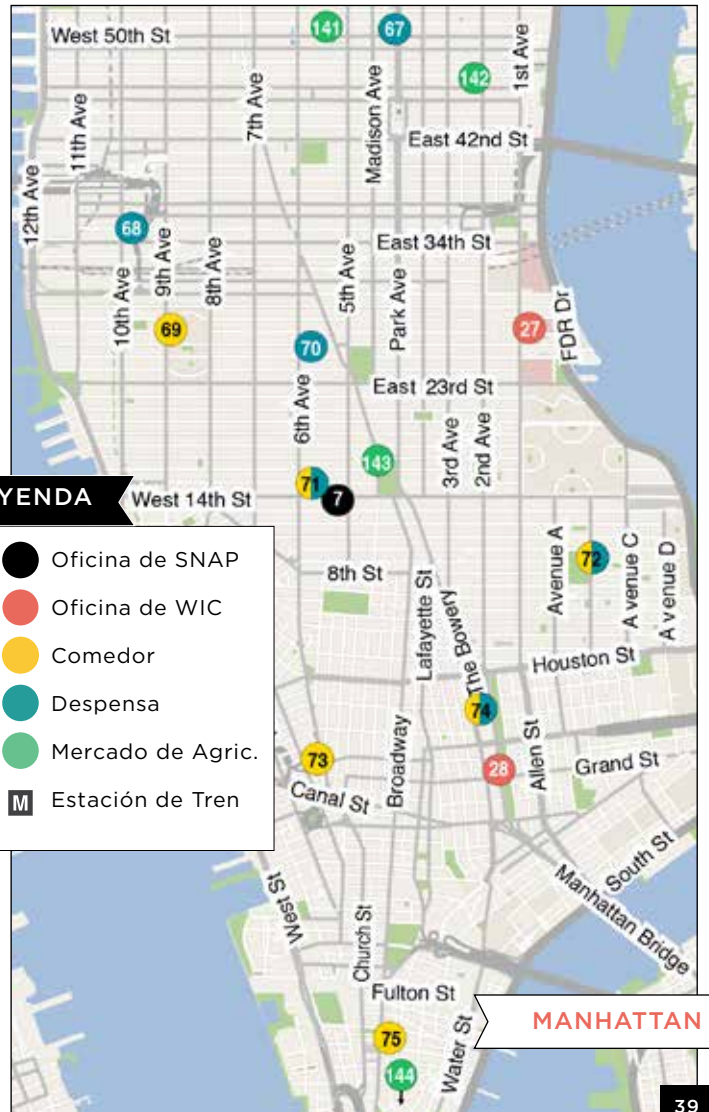 West 50th St
141
67
142
1st Ave
7th Ave
Madison Ave
11th Ave
East 42nd St
12th Ave
68
9th Ave
8th Ave
East 34th St
10th Ave
5th Ave
Park Ave
69
70
27
FDR Dr
East 23rd St
6th Ave
3rd Ave
2nd Ave
143
71
7
West 14th St
YENDA
Oficina de SNAP
Oficina de WIC
Comedor
Despensa
Mercado de Agric.
M Estación de Tren
8th St
Lafayette St
The Bowery
Avenue A
72
A venue C
A venue D
Houston St
74
73
Broadway
28
Allen St
Grand St
Canal St
South St
Manhattan Bridge
West St
Church St
Fulton St
Water St
MANHATTAN
75
144
39